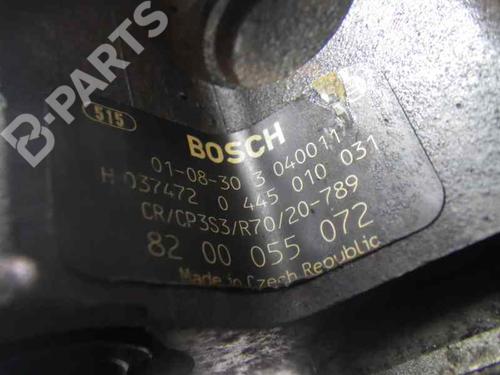 B-PARTS
515
BOSCH
01-08-30 3 040011
H 037472 0 445 010 031
CR/CP3S3/R70/20-789
82 00 055 072
Made in Czech Republic